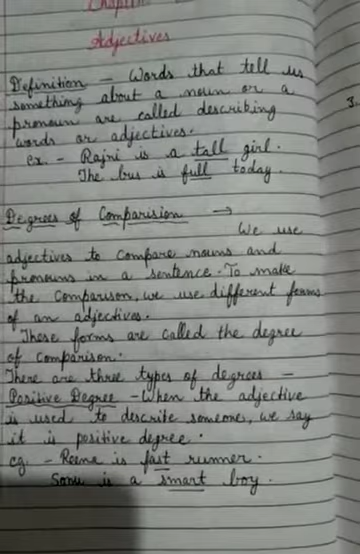 Chapter
Adjectives
Definition - Words that tell us
something about a noun or a
pronoun are called describing
words or adjectives.
ex. - Rajni is a tall girl.
The bus is full today.
Degrees of Comparision →
We use
adjectives to compare nouns and
pronouns in a sentence. To make
the comparison, we use different forms
of an adjectives.
These forms are called the degree
of comparison.
There are three types of degrees -
Positive Degree - When the adjective
is used to describe someone, we say
it is positive degree.
eg. - Reena is fast runner.
Sonu is a smart boy.
3.